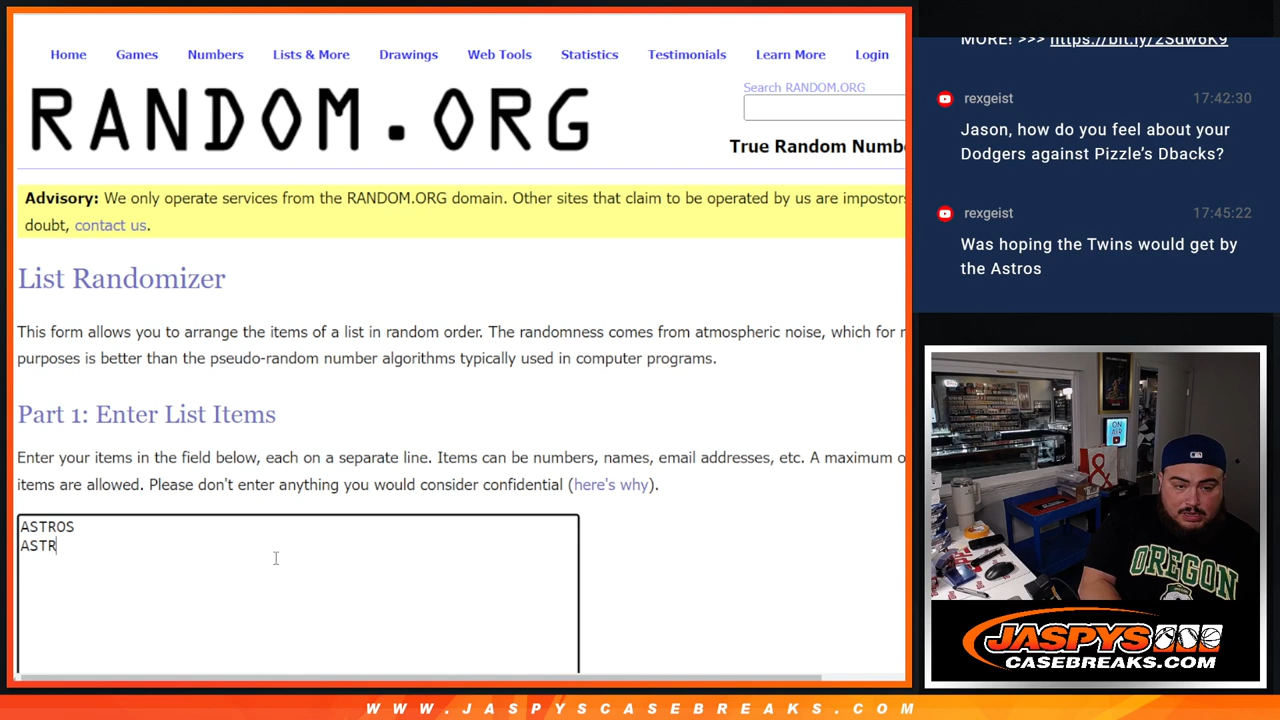 Home Games Numbers Lists & More Drawings Web Tools Statistics Testimonials Learn More Login
Search RANDOM.ORG
RANDOM.ORG
True Random Numb
Advisory: We only operate services from the RANDOM.ORG domain. Other sites that claim to be operated by us are impostors
doubt, contact us.
List Randomizer
This form allows you to arrange the items of a list in random order. The randomness comes from atmospheric noise, which for
purposes is better than the pseudo-random number algorithms typically used in computer programs.
Part 1: Enter List Items
Enter your items in the field below, each on a separate line. Items can be numbers, names, email addresses, etc. A maximum o
items are allowed. Please don't enter anything you would consider confidential (here's why).
ASTROS
ASTR
MORE! >>> https://bit.ly/2Sdw6K9
rexgeist 17:42:30
Jason, how do you feel about your
Dodgers against Pizzle's Dbacks?
rexgeist 17:45:22
Was hoping the Twins would get by
the Astros
ON
AIR
OREGON
JASPYS
CASEBREAKS.COM
WWW.JASPYSCASEBREAKS.COM